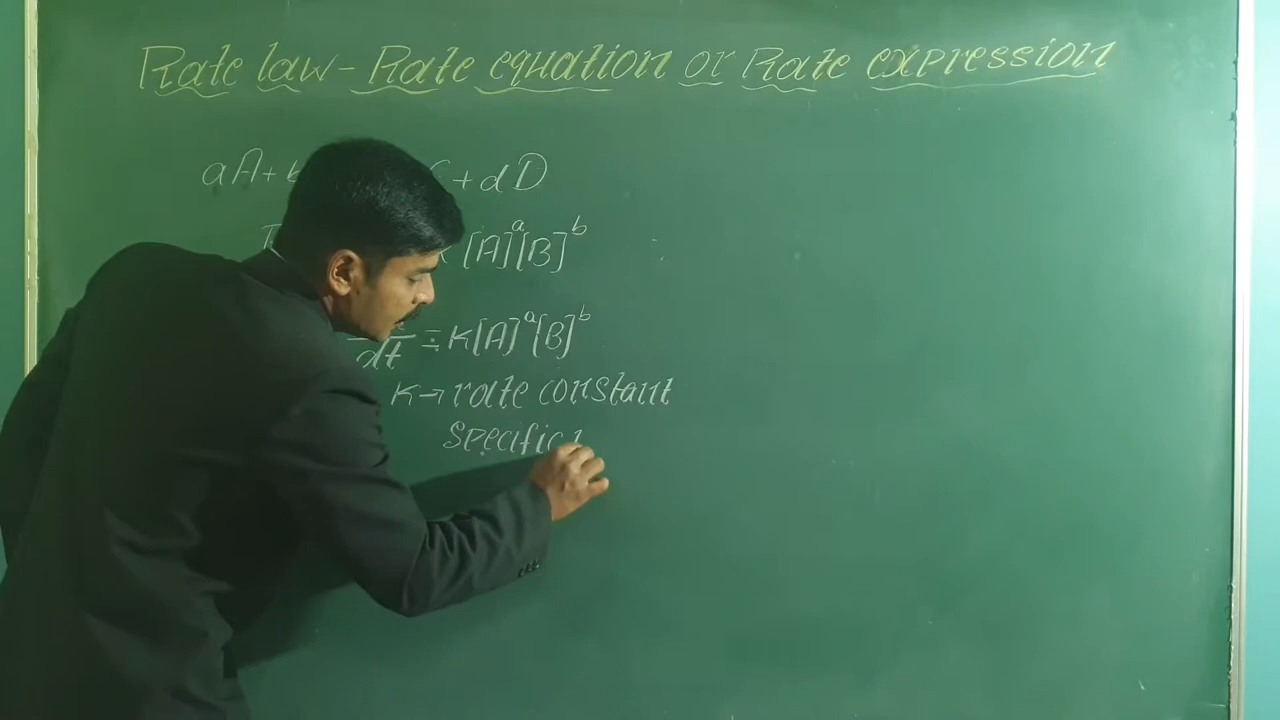 Rate law - Rate equation or Rate expression
aA + C + dD
[A]ᵃ[B]ᵇ
dt = K[A]ᵃ[B]ᵇ
K → rate constant
specific